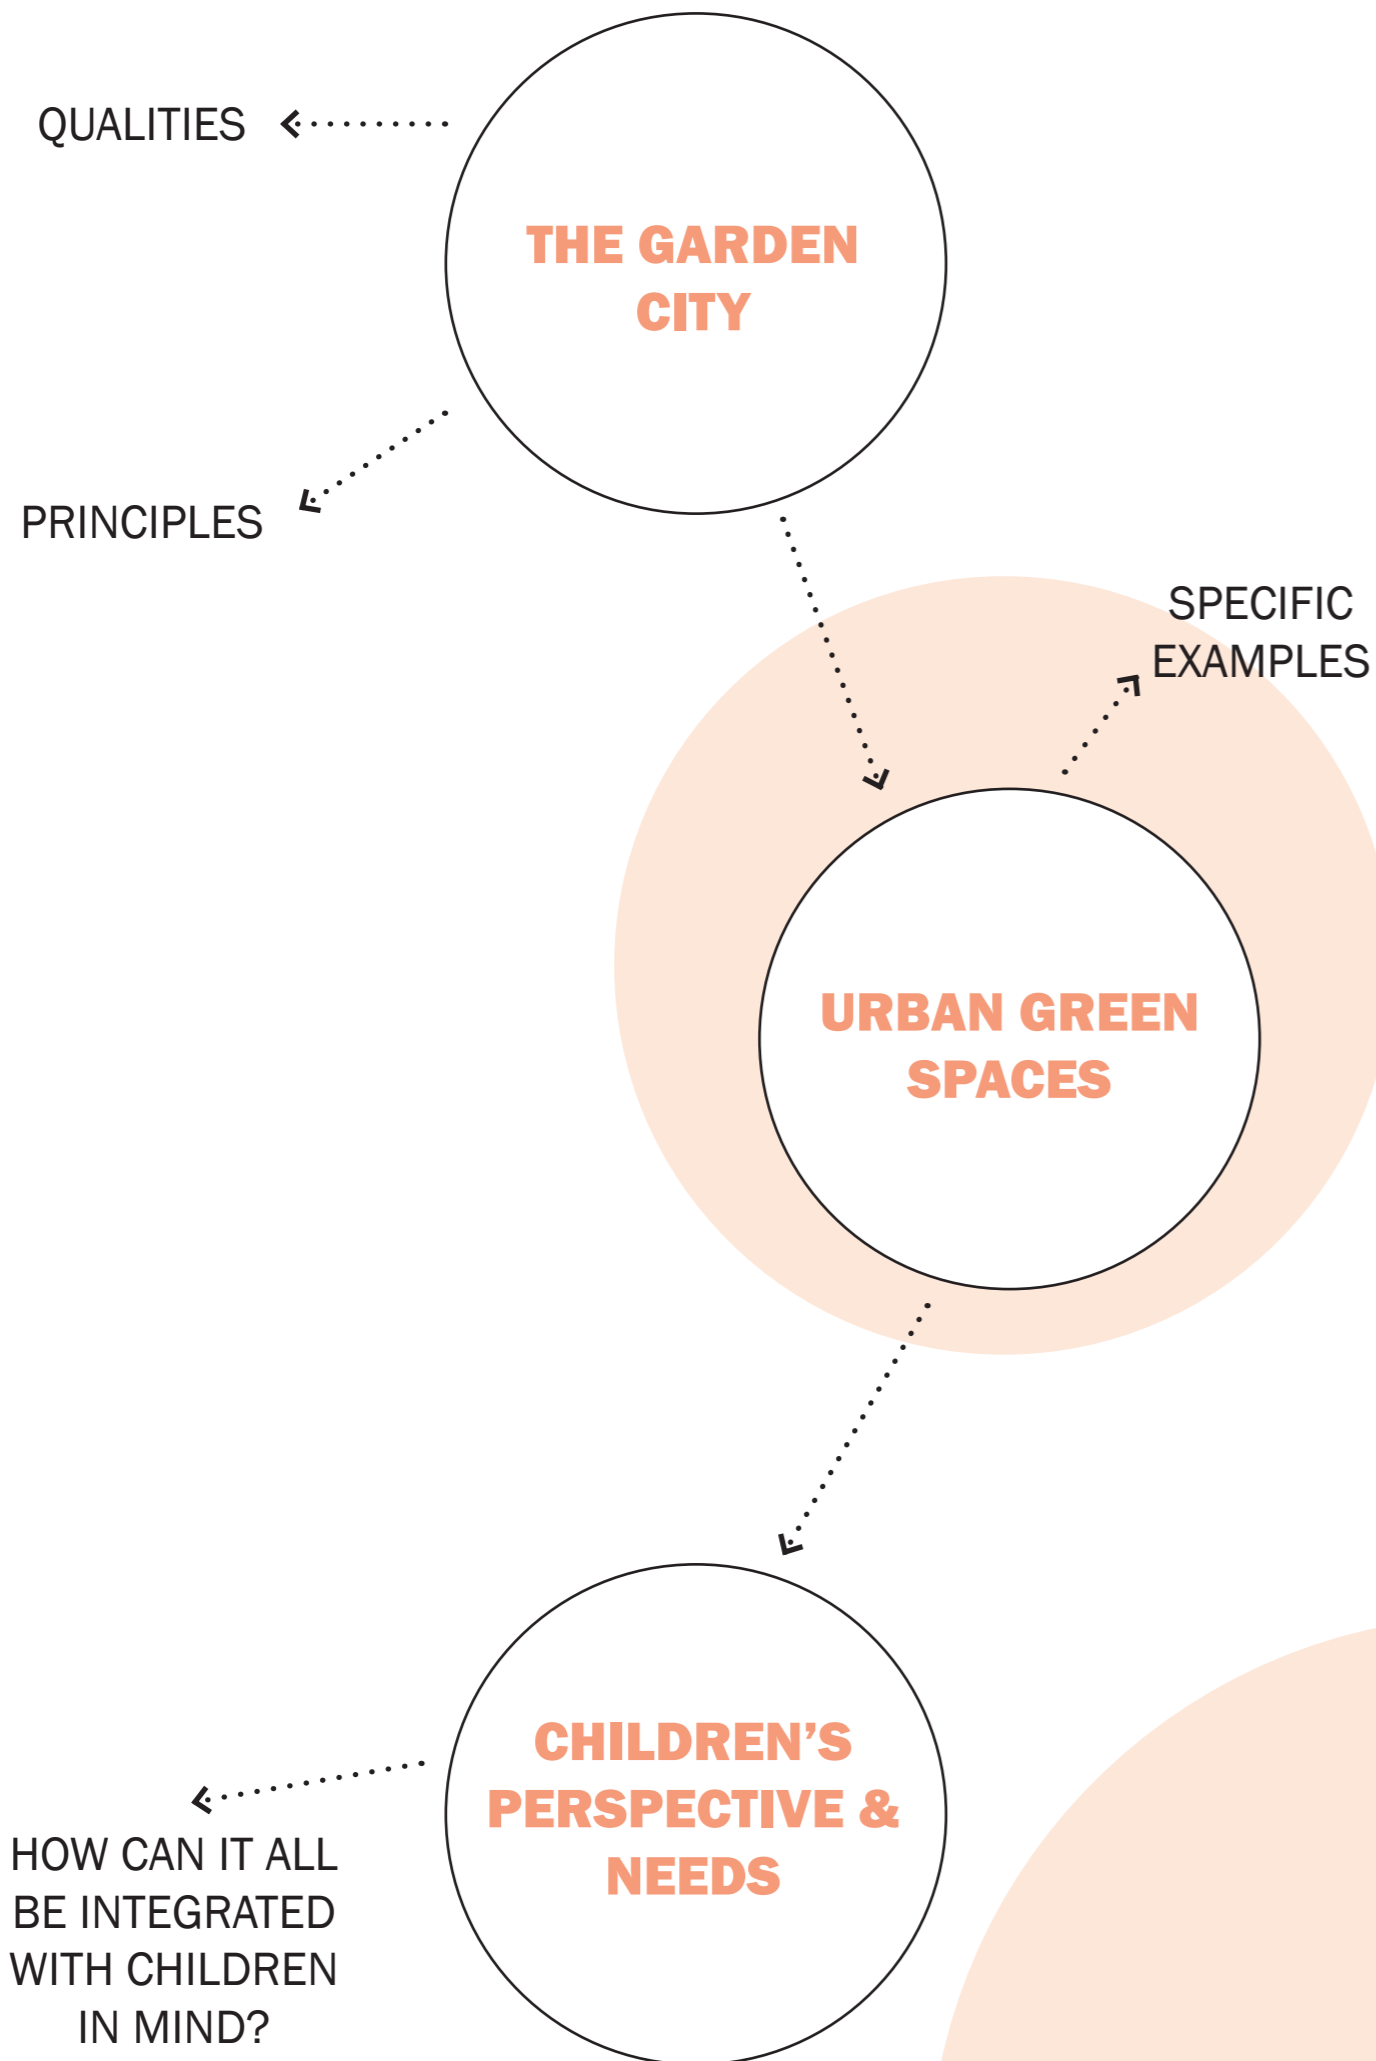 QUALITIES
THE GARDEN
CITY
PRINCIPLES
SPECIFIC
EXAMPLES
URBAN GREEN
SPACES
CHILDREN’S
PERSPECTIVE &
NEEDS
HOW CAN IT ALL
BE INTEGRATED
WITH CHILDREN
IN MIND?